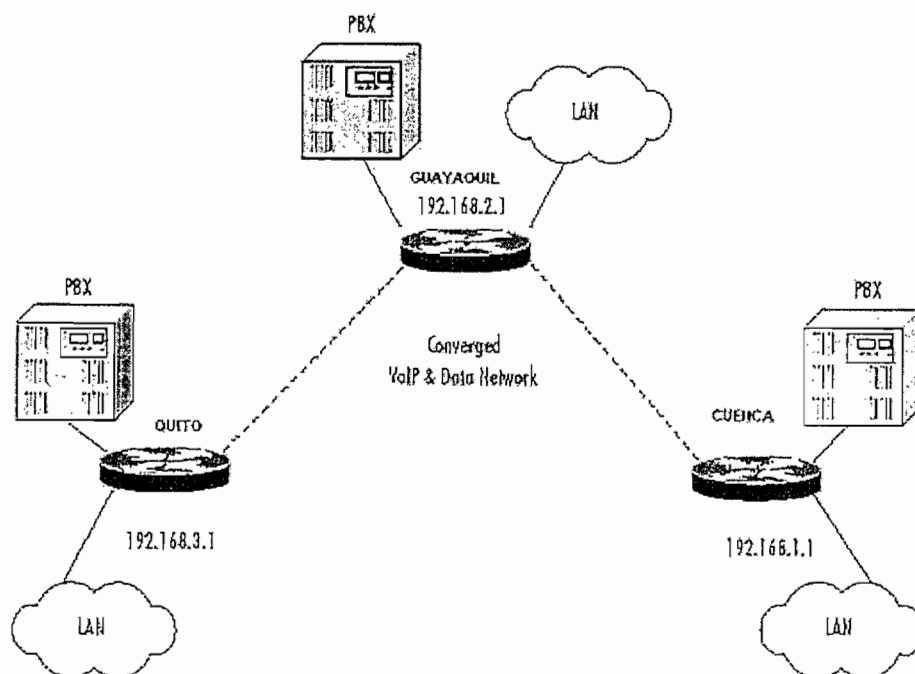 PBX
LAN
GUAYAQUIL
192.168.2.1
PBX
PBX
Converged
VoIP & Data Network
QUITO
CUENCA
192.168.3.1
192.168.1.1
LAN
LAN